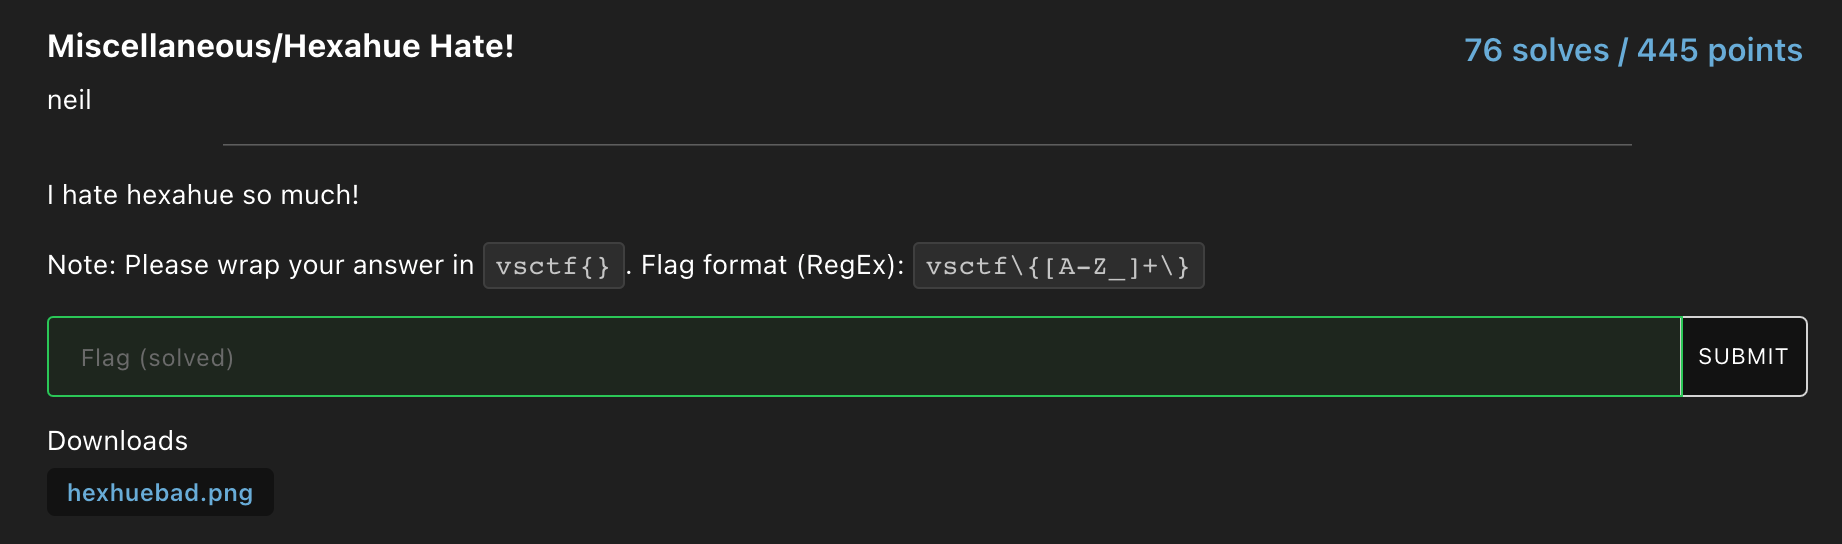 Miscellaneous/Hexahue Hate!
76 solves / 445 points
neil
I hate hexahue so much!
Note: Please wrap your answer in vsctf{}. Flag format (RegEx): vsctf\{[A-Z_]+\}
Flag (solved)
SUBMIT
Downloads
hexhuebad.png